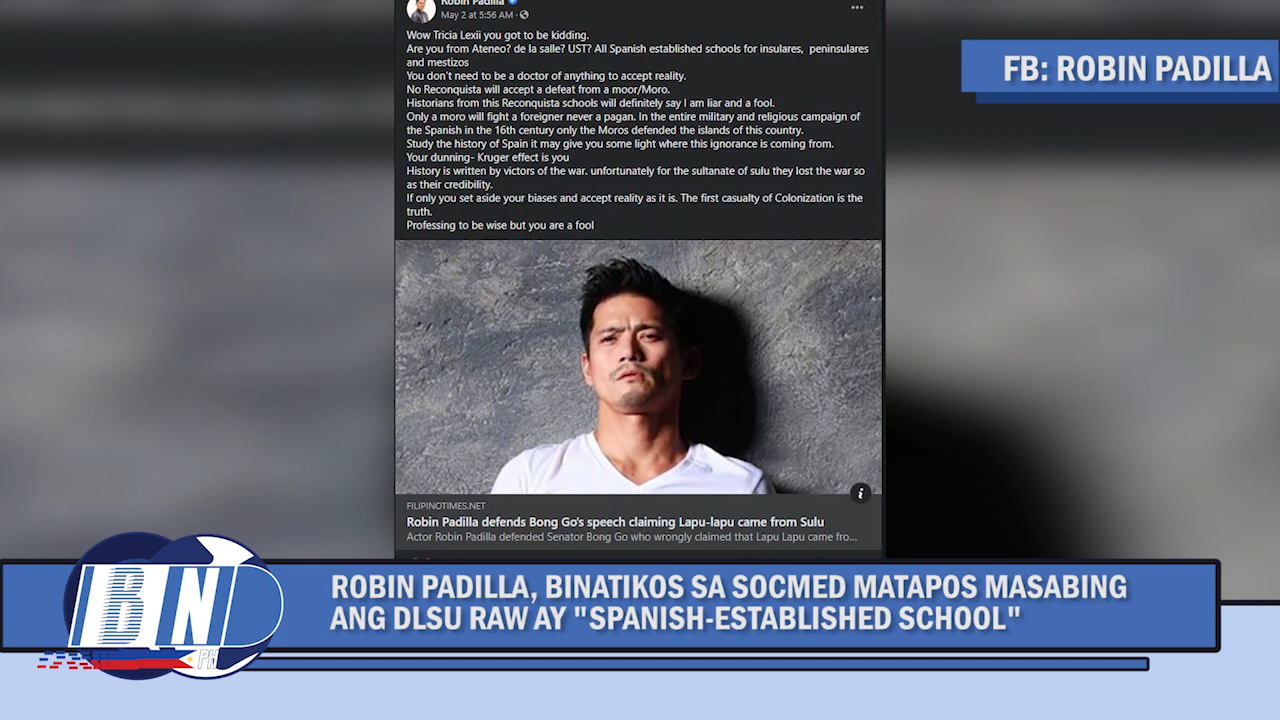 Robin Padilla
May 2 at 5:56 AM ·
Wow Tricia Lexii you got to be kidding.
Are you from Ateneo? de la salle? UST? All Spanish established schools for insulares, peninsulares
and mestizos
You don't need to be a doctor of anything to accept reality.
No Reconquista will accept a defeat from a moor/Moro.
Historians from this Reconquista schools will definitely say I am liar and a fool.
Only a moro will fight a foreigner never a pagan. In the entire military and religious campaign of
the Spanish in the 16th century only the Moros defended the islands of this country.
Study the history of Spain it may give you some light where this ignorance is coming from.
Your dunning- Kruger effect is you
History is written by victors of the war. unfortunately for the sultanate of sulu they lost the war so
as their credibility.
If only you set aside your biases and accept reality as it is. The first casualty of Colonization is the
truth.
Professing to be wise but you are a fool
FB: ROBIN PADILLA
FILIPINOTIMES.NET
Robin Padilla defends Bong Go's speech claiming Lapu-lapu came from Sulu
Actor Robin Padilla defended Senator Bong Go who wrongly claimed that Lapu Lapu came fro...
BN
PH
ROBIN PADILLA, BINATIKOS SA SOCMED MATAPOS MASABING
ANG DLSU RAW AY "SPANISH-ESTABLISHED SCHOOL"